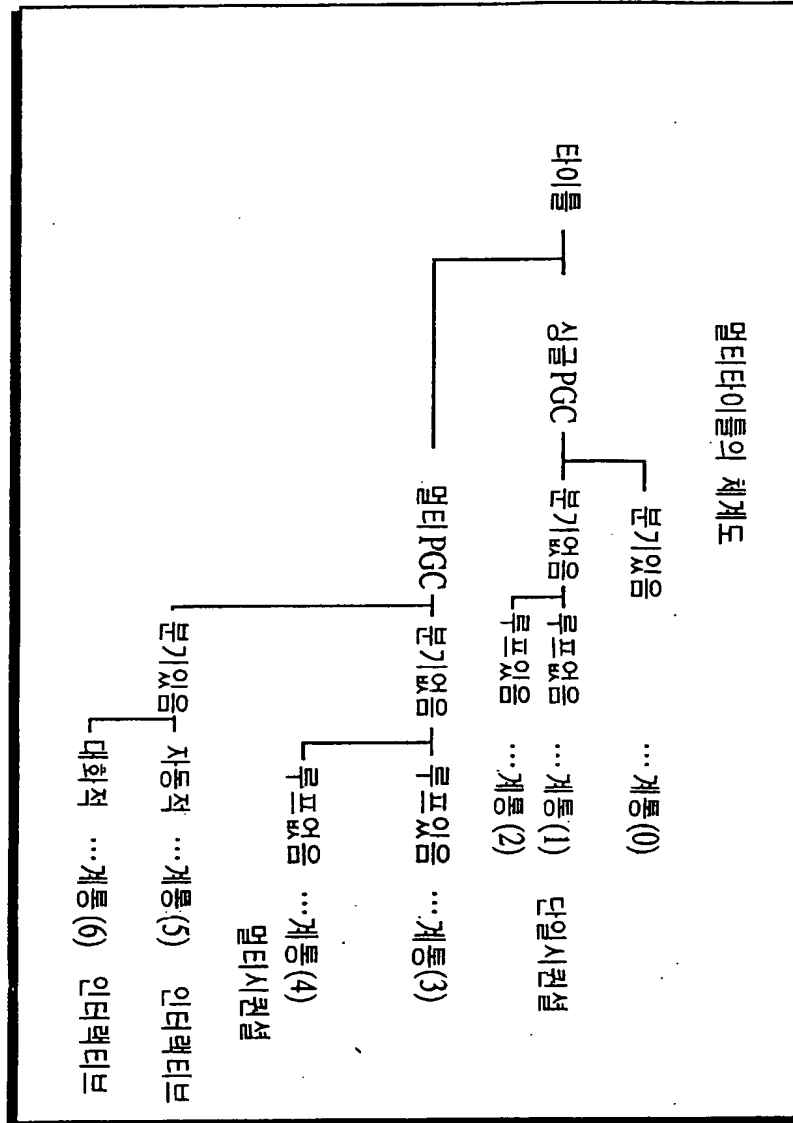 멀티타이틀의 체계도
분기있음 …계통(0)
타이틀 싱글PGC 분기없음 루프없음 …계통(1) 단일시퀀셜
루프있음 …계통(2)
멀티PGC 분기없음 루프있음 …계통(3)
루프없음 …계통(4)
멀티시퀀셜
분기있음 자동적 …계통(5) 인터랙티브
대화적 …계통(6) 인터랙티브